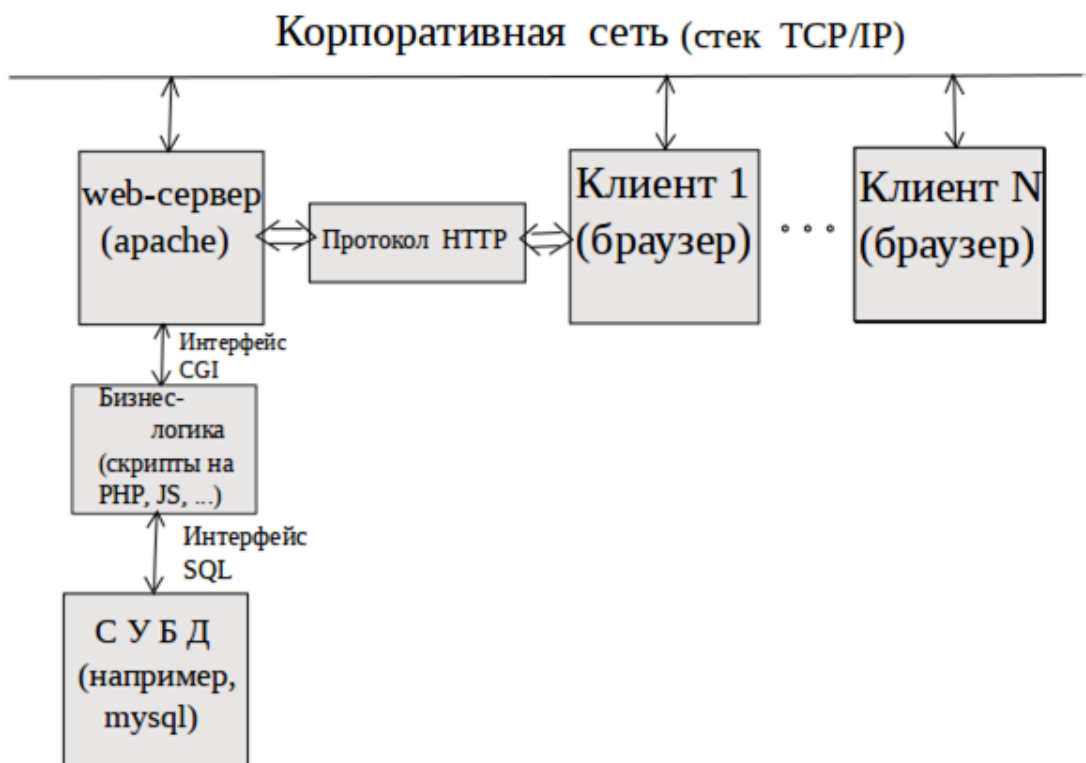 Корпоративная сеть (стек TCP/IP)
web-сервер
(apache)
Протокол HTTP
Клиент 1
(браузер)
Клиент N
(браузер)
Интерфейс
CGI
Бизнес-
логика
(скрипты на
PHP, JS, ...)
Интерфейс
SQL
С У Б Д
(например,
mysql)